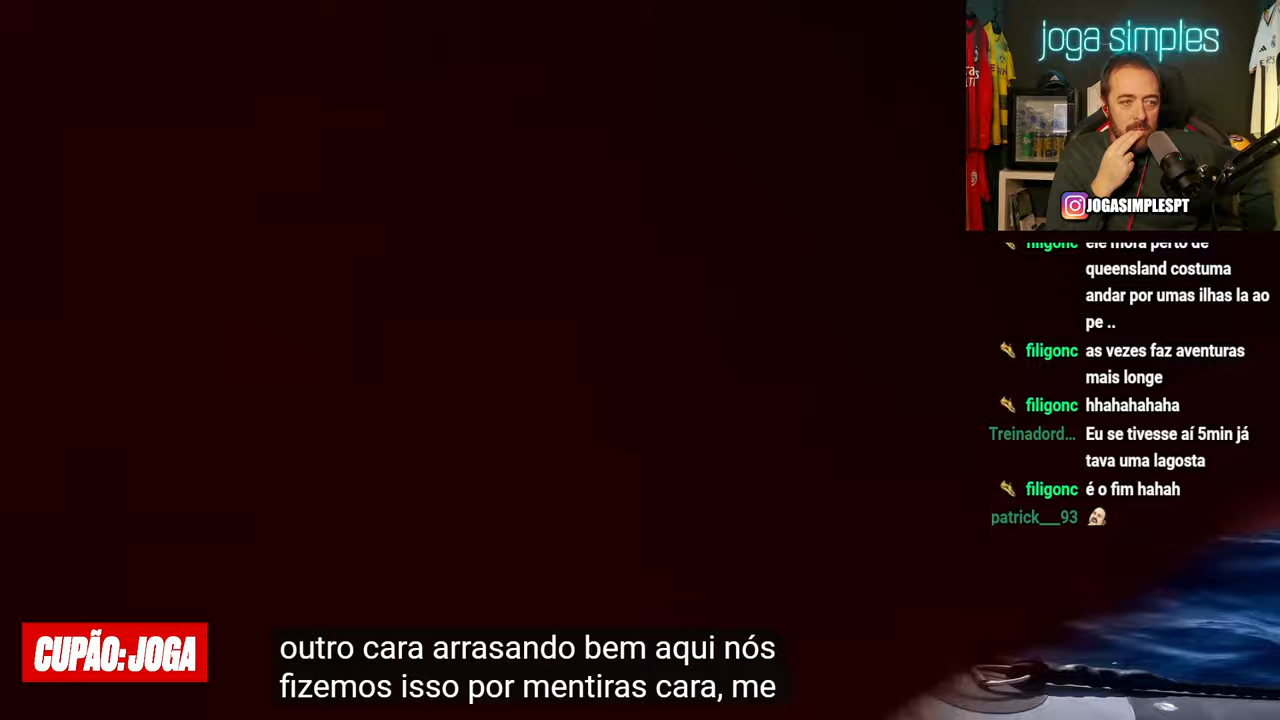 joga simples
JOGASIMPLESPT
filigonc ele mora perto de
queensland costuma
andar por umas ilhas la ao
pe ..
filigonc as vezes faz aventuras
mais longe
filigonc hhahahahaha
Treinadord... Eu se tivesse aí 5min já
tava uma lagosta
filigonc é o fim hahah
patrick___93
CUPÃO: JOGA
outro cara arrasando bem aqui nós
fizemos isso por mentiras cara, me